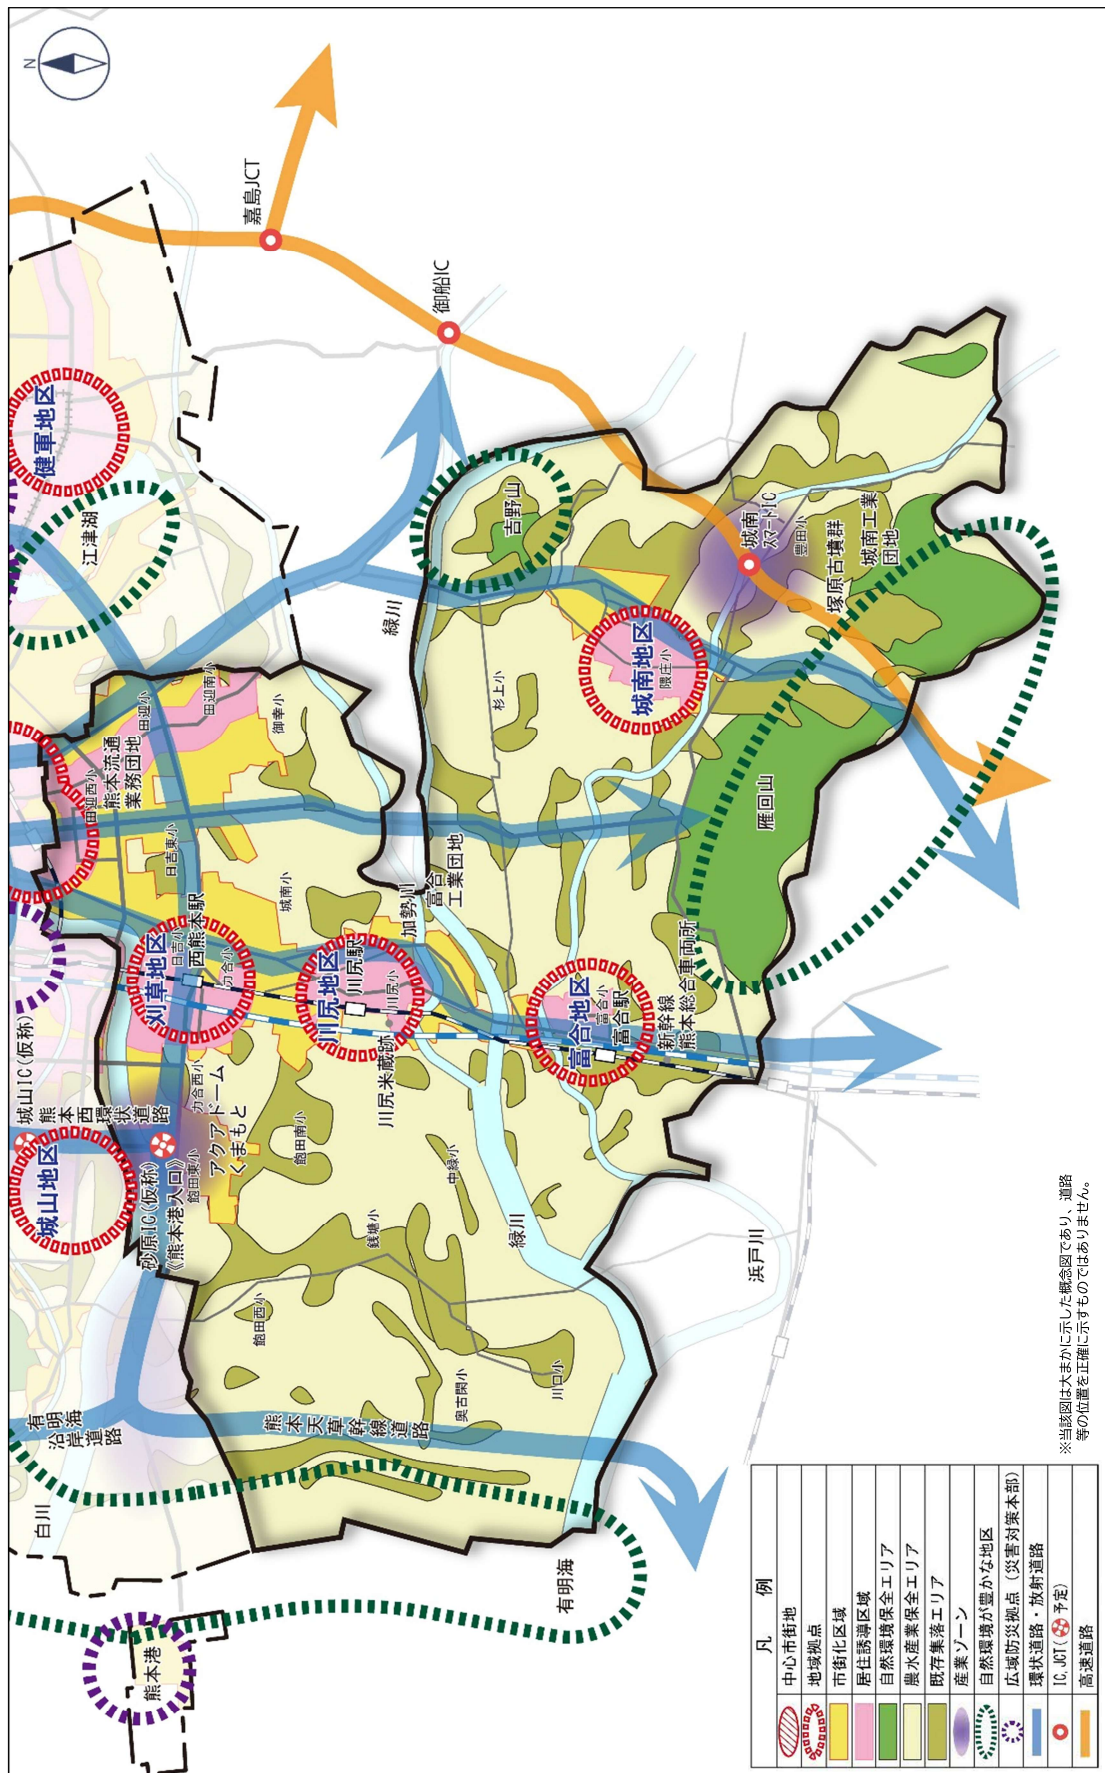 N
嘉島JCT
御船IC
健軍地区
江津湖
緑川
吉野山
城南
スマートIC
豊田小
塚原古墳群
城南工業
団地
城南地区
隈庄小
杉上小
雁回山
田迎小
田迎南小
御幸小
田迎西小
熊本流通
業務団地
日吉東小
城南小
加勢川
富合
工業団地
刈草地区
日吉小
西熊本駅
力合小
川尻地区
川尻駅
川尻小
川尻米蔵跡
富合地区
富合小
富合駅
新幹線
熊本総合車両所
城山IC(仮称)
熊本西環状道路
城山地区
砂原IC(仮称)
《熊本港入口》
力合西小
飽田東小
アクアドーム
くまもと
飽田南小
中緑小
銭塘小
緑川
浜戸川
飽田西小
奥古閑小
川口小
有明海
沿岸道路
熊本天草幹線道路
白川
有明海
熊本港
※当該図は大まかに示した概念図であり、道路
等の位置を正確に示すものではありません。
凡 例
中心市街地
地域拠点
市街化区域
居住誘導区域
自然環境保全エリア
農水産業保全エリア
既存集落エリア
産業ゾーン
自然環境が豊かな地区
広域防災拠点（災害対策本部）
環状道路・放射道路
IC,JCT( 予定)
高速道路